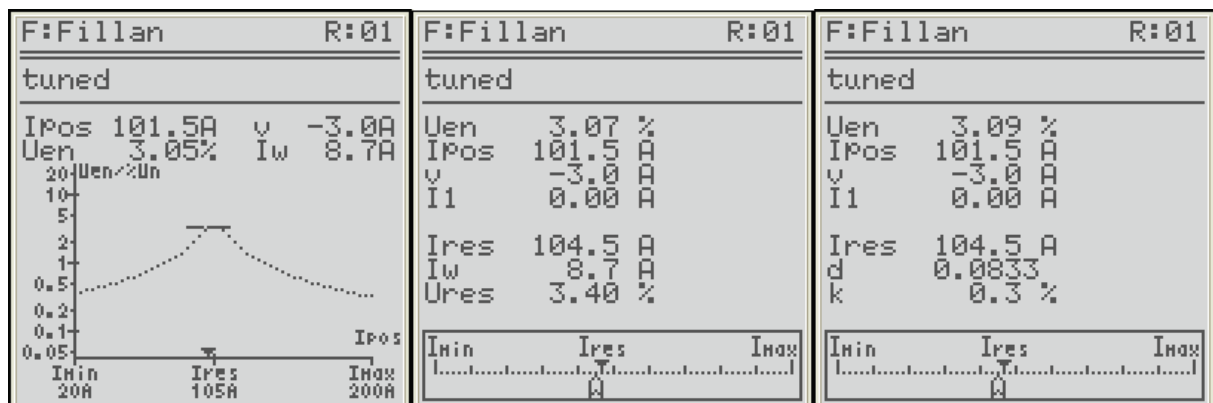 F:Fillan R:01
tuned
Ipos 101.5A v -3.0A
Uen 3.05% Iw 8.7A
Uen/%Un
20
10
5
2
1
0.5
0.2
0.1
0.05
Ipos
Imin Ires Imax
20A 105A 200A
F:Fillan R:01
tuned
Uen 3.07 %
Ipos 101.5 A
v -3.0 A
I1 0.00 A
Ires 104.5 A
Iw 8.7 A
Ures 3.40 %
Imin Ires Imax
W
F:Fillan R:01
tuned
Uen 3.09 %
Ipos 101.5 A
v -3.0 A
I1 0.00 A
Ires 104.5 A
d 0.0833
k 0.3 %
Imin Ires Imax
W